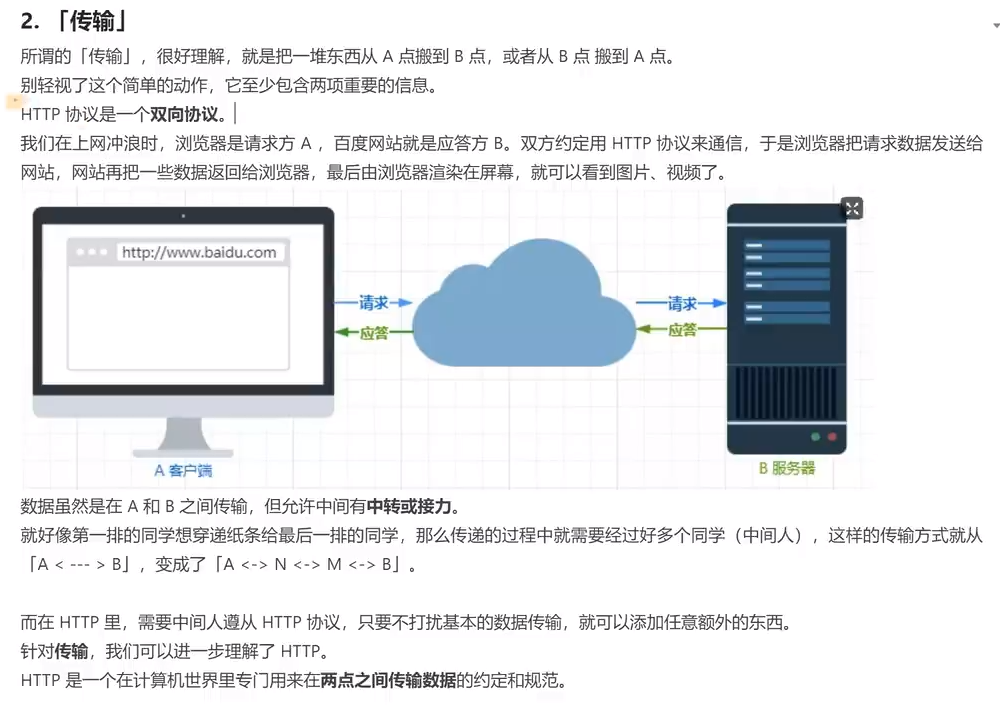 2. 「传输」
所谓的「传输」，很好理解，就是把一堆东西从 A 点搬到 B 点，或者从 B 点 搬到 A 点。
别轻视了这个简单的动作，它至少包含两项重要的信息。
HTTP 协议是一个双向协议。
我们在上网冲浪时，浏览器是请求方 A ，百度网站就是应答方 B。双方约定用 HTTP 协议来通信，于是浏览器把请求数据发送给
网站，网站再把一些数据返回给浏览器，最后由浏览器渲染在屏幕，就可以看到图片、视频了。
http://www.baidu.com
请求
请求
应答
应答
A 客户端
B 服务器
数据虽然是在 A 和 B 之间传输，但允许中间有中转或接力。
就好像第一排的同学想穿递纸条给最后一排的同学，那么传递的过程中就需要经过好多个同学（中间人），这样的传输方式就从
「A < --- > B」，变成了「A <-> N <-> M <-> B」。
而在 HTTP 里，需要中间人遵从 HTTP 协议，只要不打扰基本的数据传输，就可以添加任意额外的东西。
针对传输，我们可以进一步理解了 HTTP。
HTTP 是一个在计算机世界里专门用来在两点之间传输数据的约定和规范。